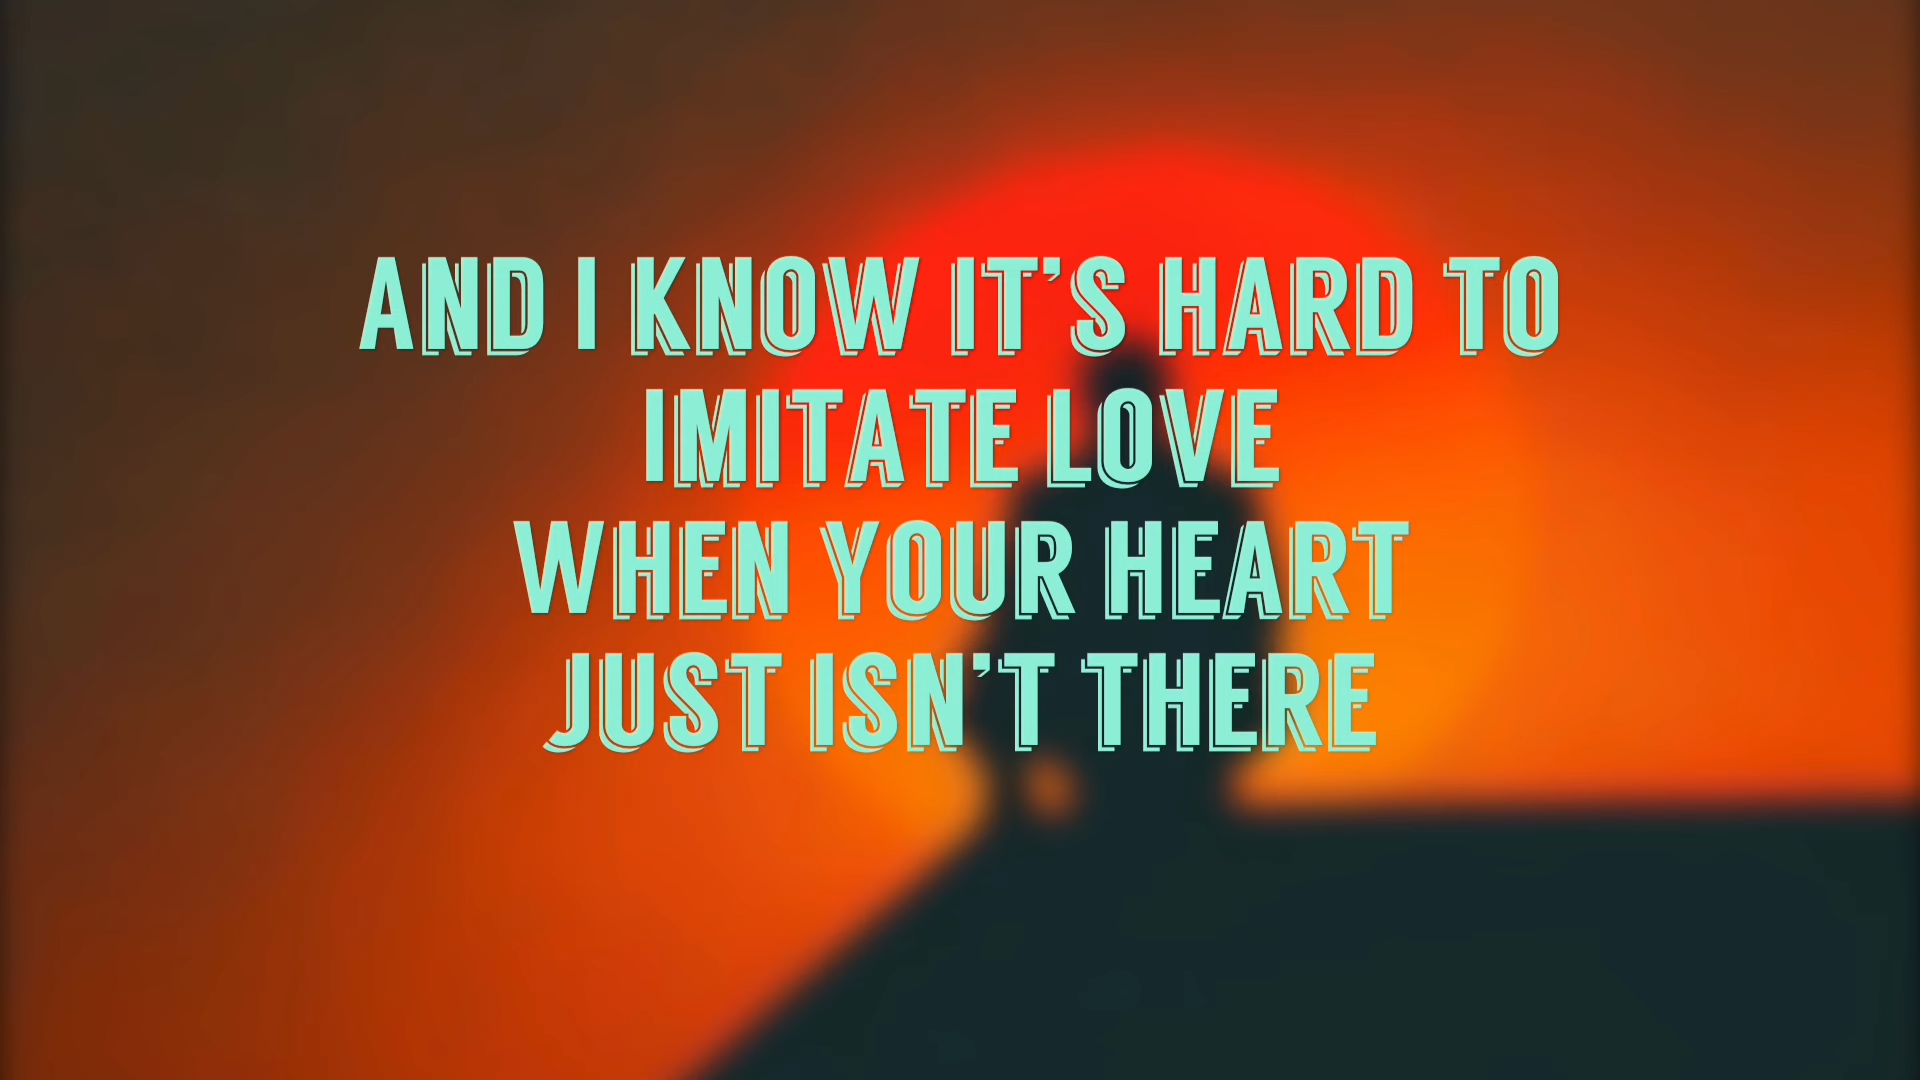 AND I KNOW IT'S HARD TO
IMITATE LOVE
WHEN YOUR HEART
JUST ISN'T THERE